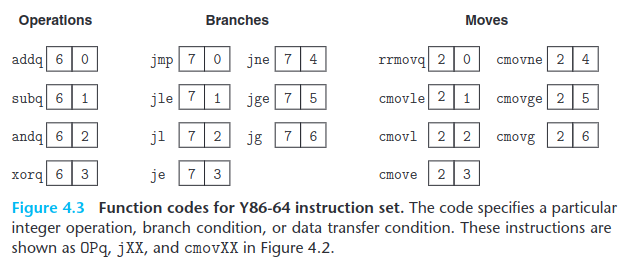 Operations Branches Moves
addq 6 0 jmp 7 0 jne 7 4 rrmovq 2 0 cmovne 2 4
subq 6 1 jle 7 1 jge 7 5 cmovle 2 1 cmovge 2 5
andq 6 2 jl 7 2 jg 7 6 cmovl 2 2 cmovg 2 6
xorq 6 3 je 7 3 cmove 2 3
Figure 4.3 Function codes for Y86-64 instruction set. The code specifies a particular
integer operation, branch condition, or data transfer condition. These instructions are
shown as OPq, jXX, and cmovXX in Figure 4.2.